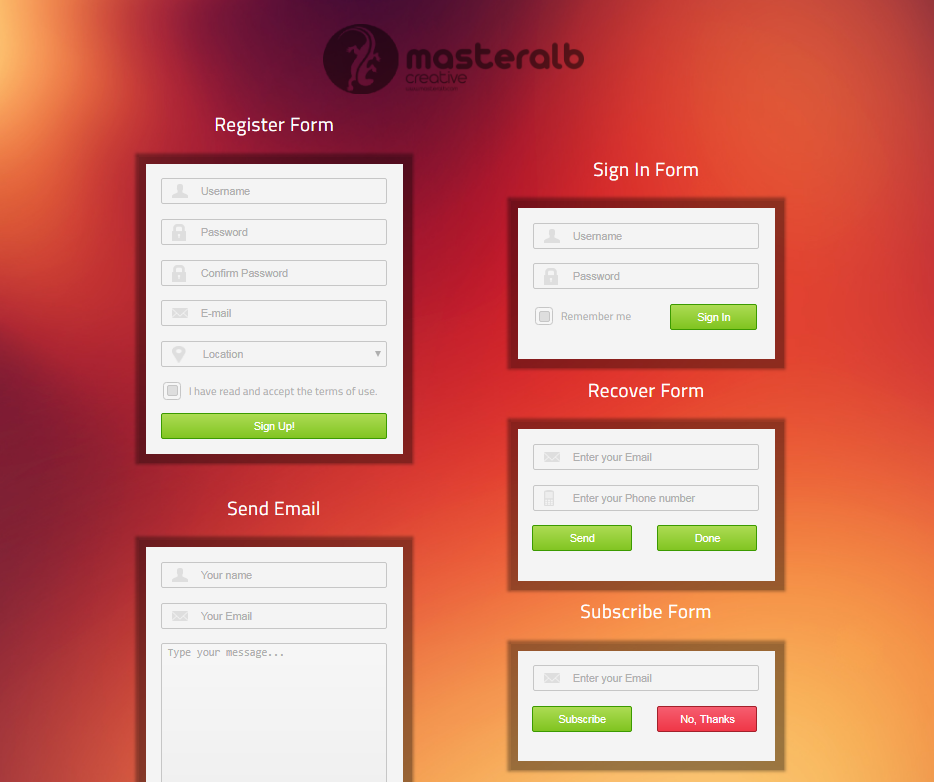 masteralb
creative
Register Form
Username
Password
Confirm Password
E-mail
Location
I have read and accept the terms of use.
Sign Up!
Send Email
Your name
Your Email
Type your message...
Sign In Form
Username
Password
Remember me
Sign In
Recover Form
Enter your Email
Enter your Phone number
Send
Done
Subscribe Form
Enter your Email
Subscribe
No, Thanks